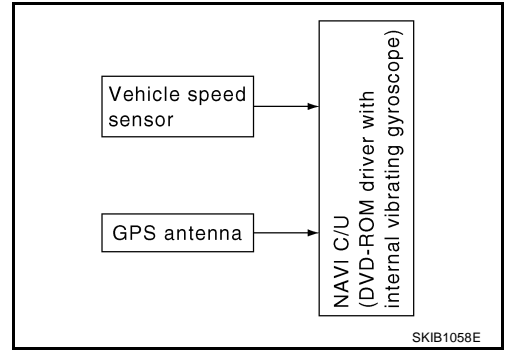 Vehicle speed
sensor
GPS antenna
NAVI C/U
(DVD-ROM driver with
internal vibrating gyroscope)
SKIB1058E